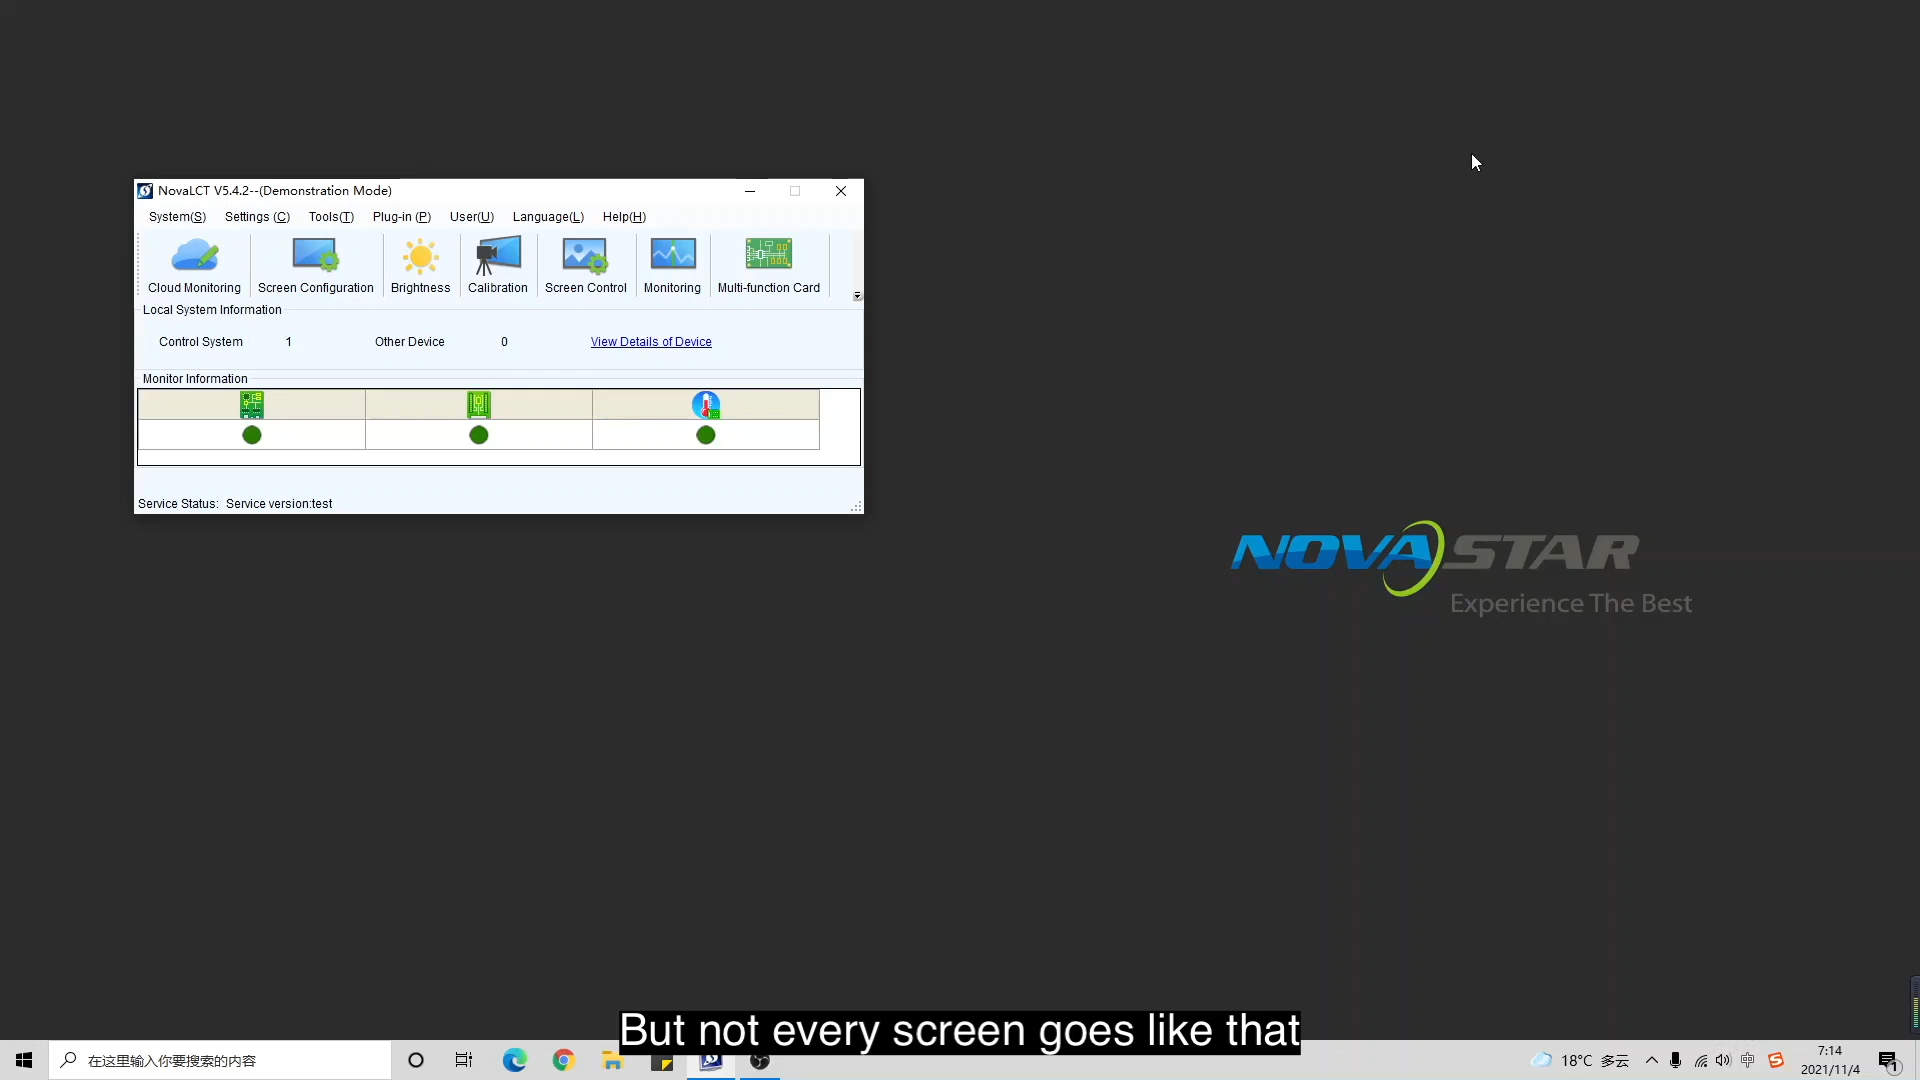 NovaLCT V5.4.2--(Demonstration Mode)
System(S) Settings (C) Tools(T) Plug-in (P) User(U) Language(L) Help(H)
Cloud Monitoring Screen Configuration Brightness Calibration Screen Control Monitoring Multi-function Card
Local System Information
Control System 1 Other Device 0 View Details of Device
Monitor Information
Service Status: Service version:test
NOVASTAR
Experience The Best
But not every screen goes like that
在这里输入你要搜索的内容
18°C 多云
中
7:14
2021/11/4
1